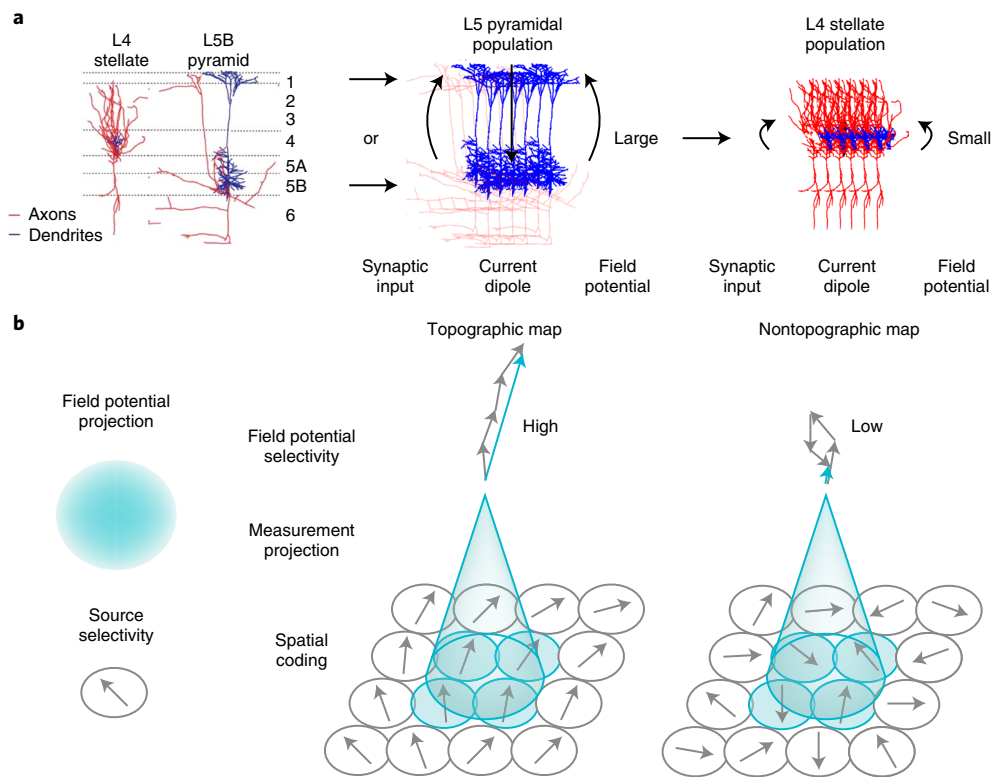 a
L4
stellate
L5B
pyramid
1
2
3
4
5A
5B
6
Axons
Dendrites
L5 pyramidal
population
or
Large
Synaptic
input
Current
dipole
Field
potential
L4 stellate
population
Small
Synaptic
input
Current
dipole
Field
potential
b
Topographic map
Nontopographic map
Field potential
projection
Field potential
selectivity
High
Low
Measurement
projection
Source
selectivity
Spatial
coding